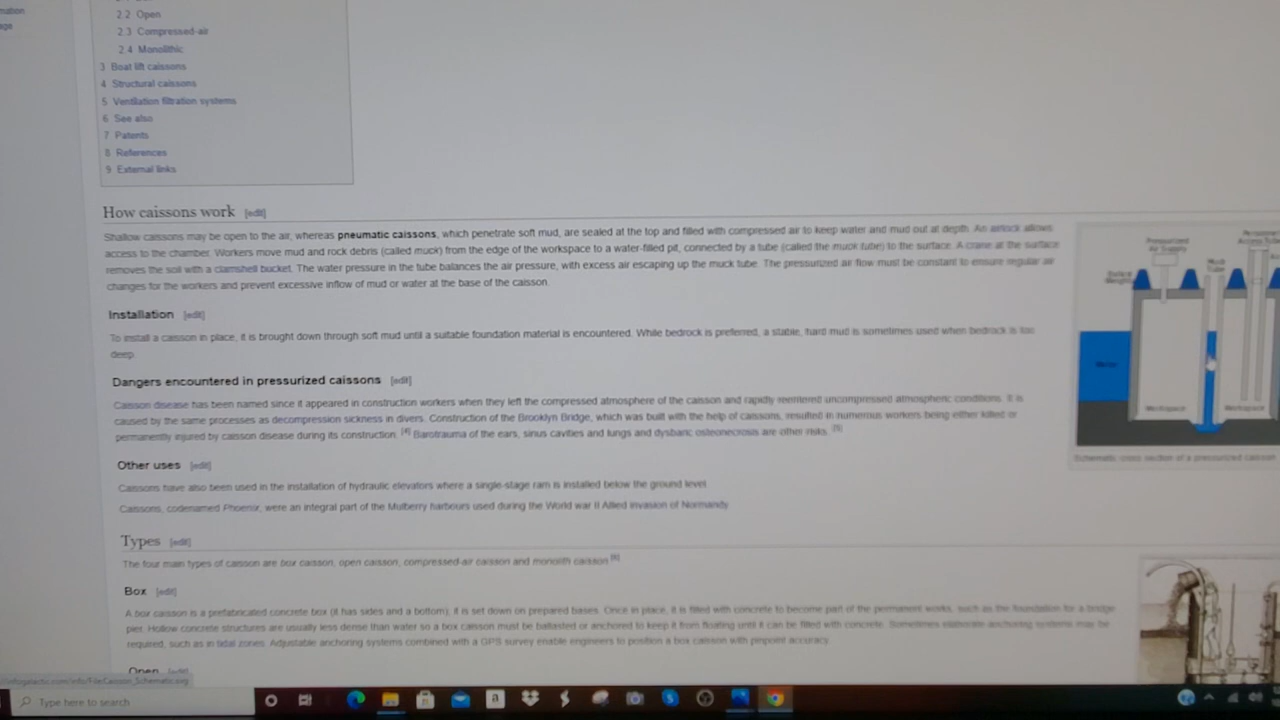 2.2 Open
2.3 Compressed-air
2.4 Monolithic
3 Boat lift caissons
4 Structural caissons
5 Ventilation filtration systems
6 See also
7 Patents
8 References
9 External links
How caissons work [edit]
Shallow caissons may be open to the air, whereas pneumatic caissons, which penetrate soft mud, are sealed at the top and filled with compressed air to keep water and mud out at depth. An airlock allows
access to the chamber. Workers move mud and rock debris (called muck) from the edge of the workspace to a water-filled pit, connected by a tube (called the muck tube) to the surface. A crane at the surface
removes the soil with a clamshell bucket. The water pressure in the tube balances the air pressure, with excess air escaping up the muck tube. The pressurized air flow must be constant to ensure regular air
changes for the workers and prevent excessive inflow of mud or water at the base of the caisson.
Installation [edit]
To install a caisson in place, it is brought down through soft mud until a suitable foundation material is encountered. While bedrock is preferred, a stable, hard mud is sometimes used when bedrock is too
deep.
Dangers encountered in pressurized caissons [edit]
Caisson disease has been named since it appeared in construction workers when they left the compressed atmosphere of the caisson and rapidly reentered uncompressed atmospheric conditions. It is
caused by the same processes as decompression sickness in divers. Construction of the Brooklyn Bridge, which was built with the help of caissons, resulted in numerous workers being either killed or
permanently injured by caisson disease during its construction. [4] Barotrauma of the ears, sinus cavities and lungs and dysbaric osteonecrosis are other risks. [5]
Other uses [edit]
Caissons have also been used in the installation of hydraulic elevators where a single-stage ram is installed below the ground level.
Caissons, codenamed Phoenix, were an integral part of the Mulberry harbours used during the World war II Allied invasion of Normandy.
Pressurized
Air Supply
Mud
Tube
Access Tube
Water
Workspace
Workspace
Schematic cross section of a pressurized caisson
Types [edit]
The four main types of caisson are box caisson, open caisson, compressed-air caisson and monolith caisson.[6]
Box [edit]
A box caisson is a prefabricated concrete box (it has sides and a bottom); it is set down on prepared bases. Once in place, it is filled with concrete to become part of the permanent works, such as the foundation for a bridge
pier. Hollow concrete structures are usually less dense than water so a box caisson must be ballasted or anchored to keep it from floating until it can be filled with concrete. Sometimes elaborate anchoring systems may be
required, such as in tidal zones. Adjustable anchoring systems combined with a GPS survey enable engineers to position a box caisson with pinpoint accuracy.
Open [edit]
Type here to search